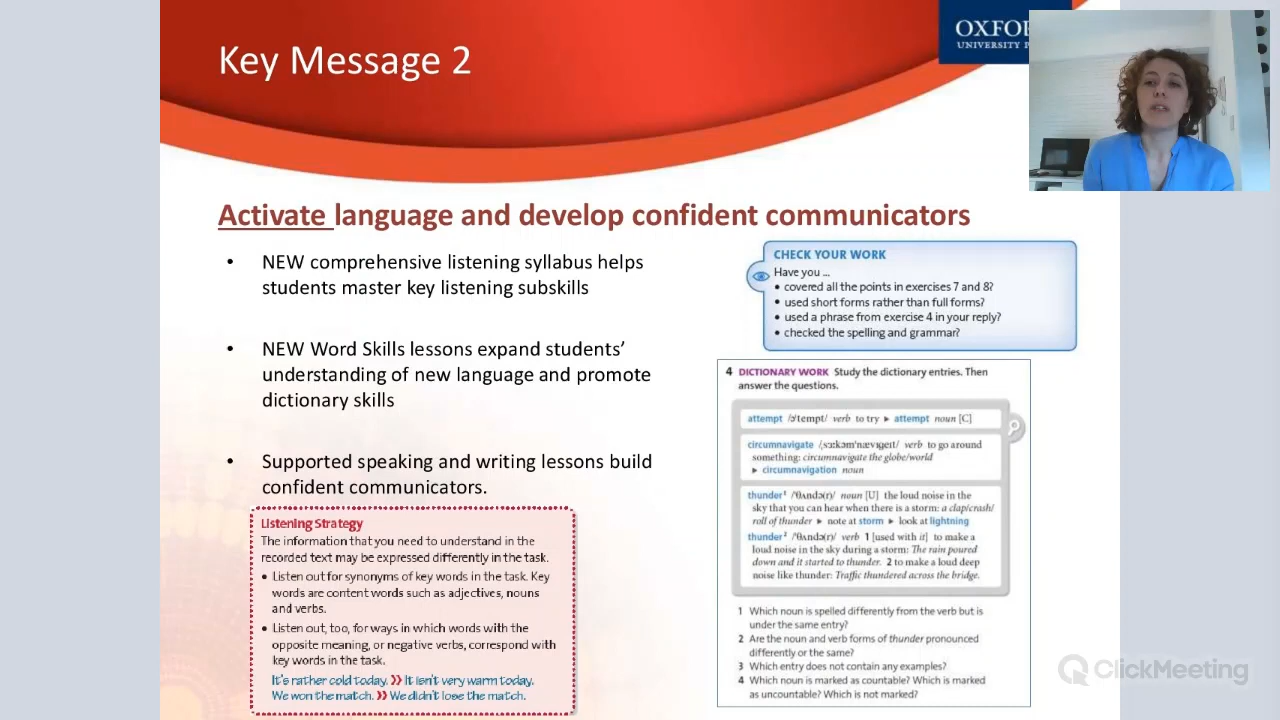 Key Message 2
OXFO
UNIVERSITY P
Activate language and develop confident communicators
• NEW comprehensive listening syllabus helps
students master key listening subskills
• NEW Word Skills lessons expand students’
understanding of new language and promote
dictionary skills
• Supported speaking and writing lessons build
confident communicators.
Listening Strategy
The information that you need to understand in the
recorded text may be expressed differently in the task.
• Listen out for synonyms of key words in the task. Key
words are content words such as adjectives, nouns
and verbs.
• Listen out, too, for ways in which words with the
opposite meaning, or negative verbs, correspond with
key words in the task.
It's rather cold today. >> It isn't very warm today.
We won the match. >> We didn't lose the match.
CHECK YOUR WORK
Have you ...
• covered all the points in exercises 7 and 8?
• used short forms rather than full forms?
• used a phrase from exercise 4 in your reply?
• checked the spelling and grammar?
4 DICTIONARY WORK Study the dictionary entries. Then
answer the questions.
attempt /ə'tempt/ verb to try ▸ attempt noun [C]
circumnavigate /ˌsɜːkəm'nævɪɡeɪt/ verb to go around
something: circumnavigate the globe/world
▸ circumnavigation noun
thunder¹ /'θʌndə(r)/ noun [U] the loud noise in the
sky that you can hear when there is a storm: a clap/crash/
roll of thunder ▸ note at storm ▸ look at lightning
thunder² /'θʌndə(r)/ verb 1 [used with it] to make a
loud noise in the sky during a storm: The rain poured
down and it started to thunder. 2 to make a loud deep
noise like thunder: Traffic thundered across the bridge.
1 Which noun is spelled differently from the verb but is
under the same entry?
2 Are the noun and verb forms of thunder pronounced
differently or the same?
3 Which entry does not contain any examples?
4 Which noun is marked as countable? Which is marked
as uncountable? Which is not marked?
ClickMeeting